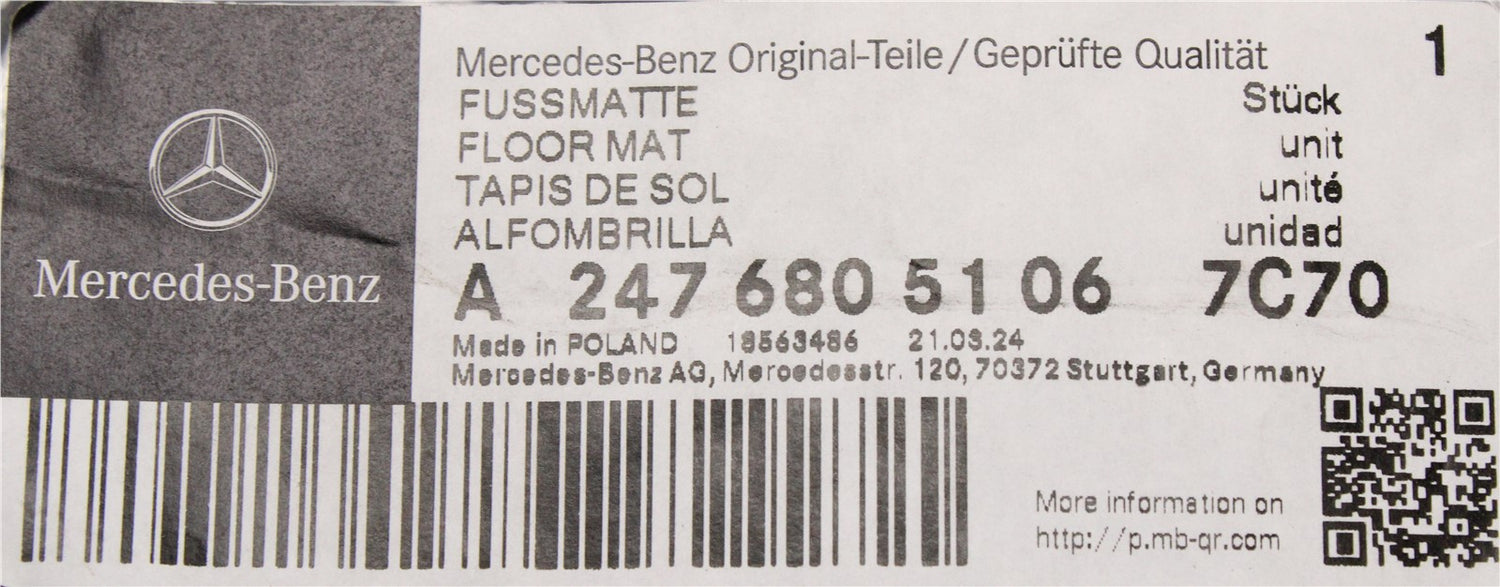 Mercedes-Benz
Mercedes-Benz Original-Teile/Geprüfte Qualität 1
FUSSMATTE Stück
FLOOR MAT unit
TAPIS DE SOL unité
ALFOMBRILLA unidad
A 247 680 51 06 7C70
Made in POLAND 18563486 21.03.24
Mercedes-Benz AG, Mercedesstr. 120, 70372 Stuttgart, Germany
More information on
http://p.mb-qr.com